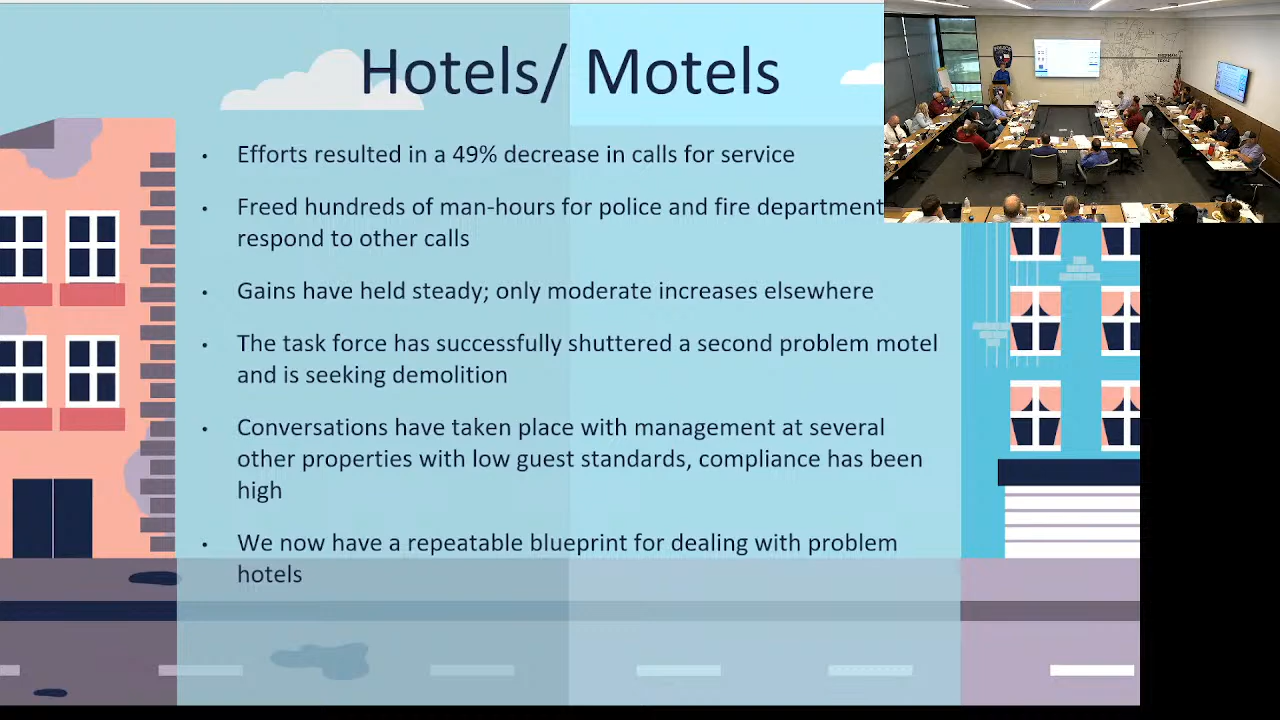 Hotels/ Motels
• Efforts resulted in a 49% decrease in calls for service
• Freed hundreds of man-hours for police and fire department
respond to other calls
• Gains have held steady; only moderate increases elsewhere
• The task force has successfully shuttered a second problem motel
and is seeking demolition
• Conversations have taken place with management at several
other properties with low guest standards, compliance has been
high
• We now have a repeatable blueprint for dealing with problem
hotels